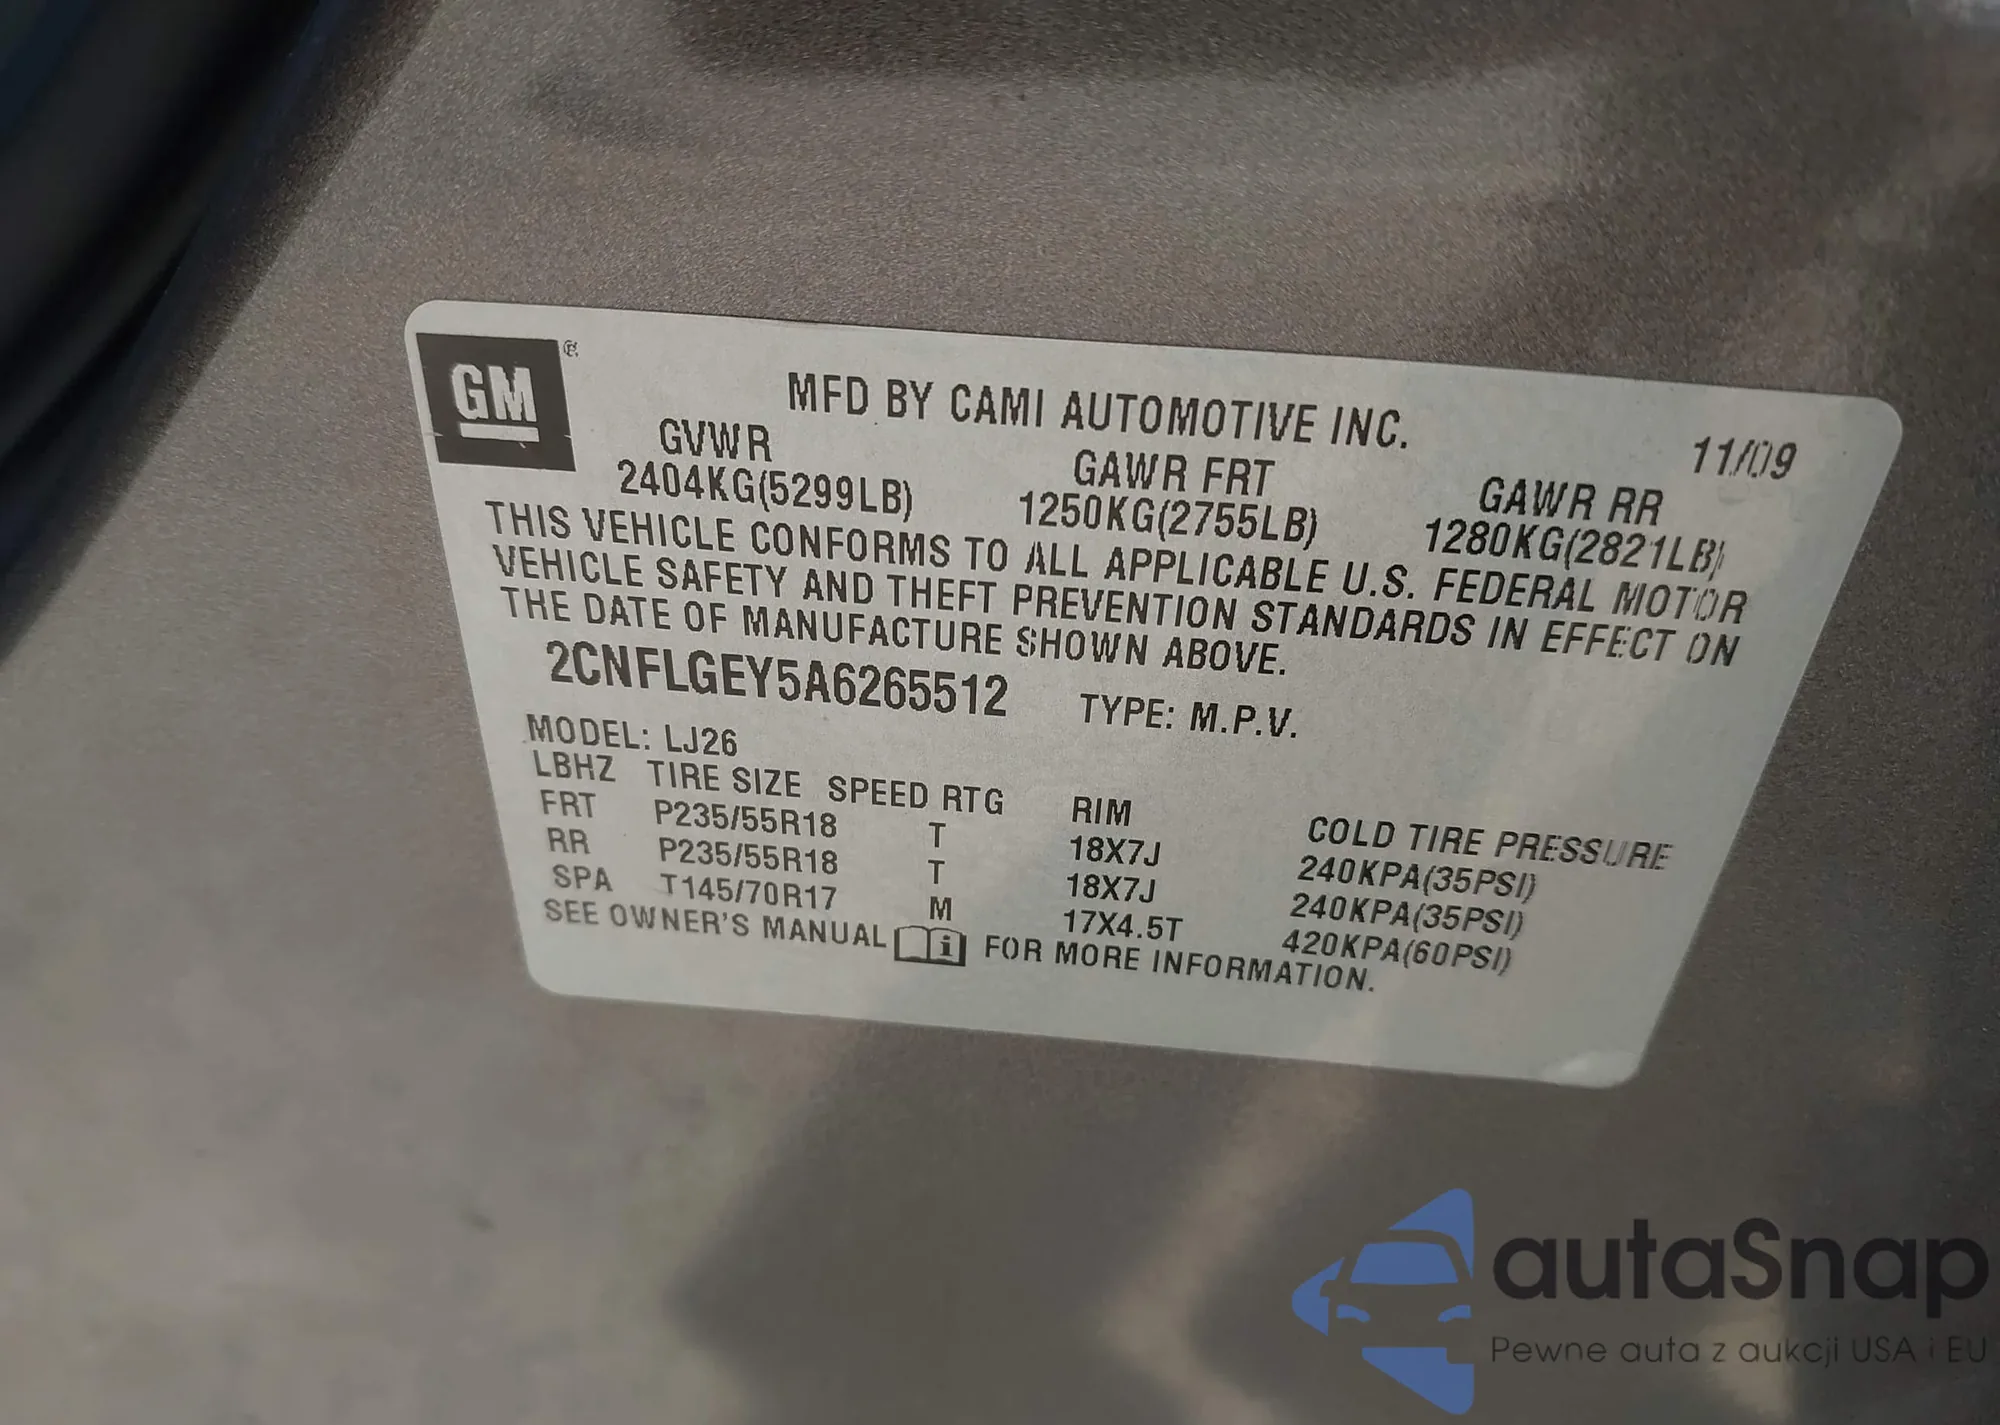 GM
MFD BY CAMI AUTOMOTIVE INC.
11/09
GVWR GAWR FRT GAWR RR
2404KG(5299LB) 1250KG(2755LB) 1280KG(2821LB)
THIS VEHICLE CONFORMS TO ALL APPLICABLE U.S. FEDERAL MOTOR
VEHICLE SAFETY AND THEFT PREVENTION STANDARDS IN EFFECT ON
THE DATE OF MANUFACTURE SHOWN ABOVE.
2CNFLGEY5A6265512 TYPE: M.P.V.
MODEL: LJ26
LBHZ TIRE SIZE SPEED RTG RIM COLD TIRE PRESSURE
FRT P235/55R18 T 18X7J 240KPA(35PSI)
RR P235/55R18 T 18X7J 240KPA(35PSI)
SPA T145/70R17 M 17X4.5T 420KPA(60PSI)
SEE OWNER'S MANUAL i FOR MORE INFORMATION.
autaSnap
Pewne auta z aukcji USA i EU